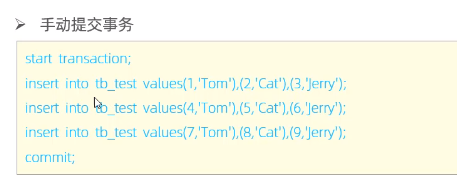 手动提交事务
start transaction;
insert into tb_test values(1,'Tom'),(2,'Cat'),(3,'Jerry');
insert into tb_test values(4,'Tom'),(5,'Cat'),(6,'Jerry');
insert into tb_test values(7,'Tom'),(8,'Cat'),(9,'Jerry');
commit;